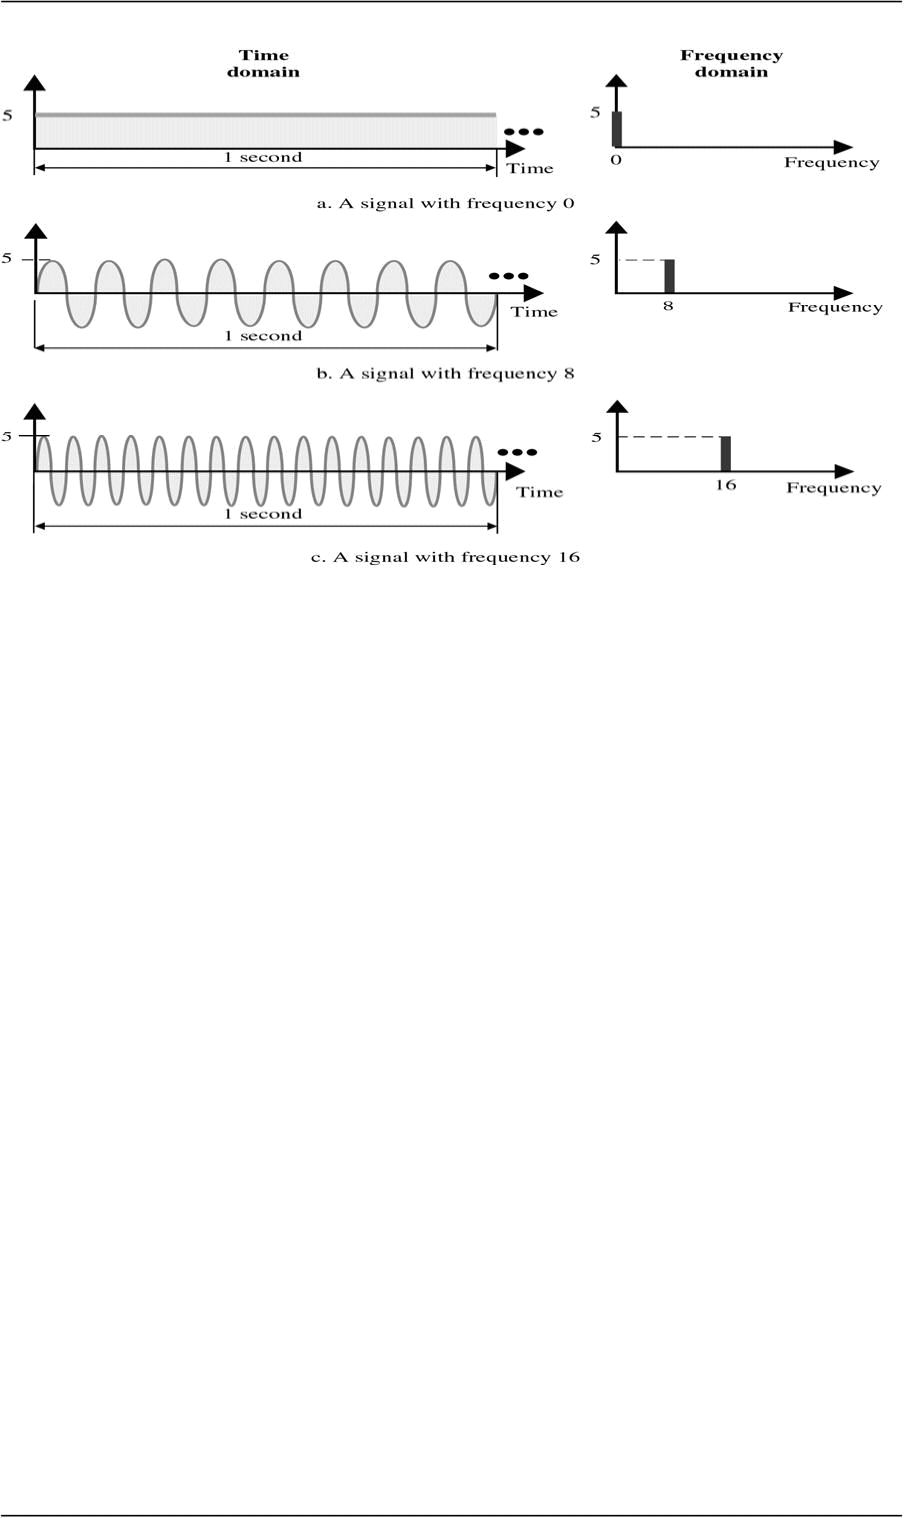 Time
domain
Frequency
domain
5
1 second
Time
5
0
Frequency
a. A signal with frequency 0
5
1 second
Time
5
8
Frequency
b. A signal with frequency 8
5
1 second
Time
5
16
Frequency
c. A signal with frequency 16